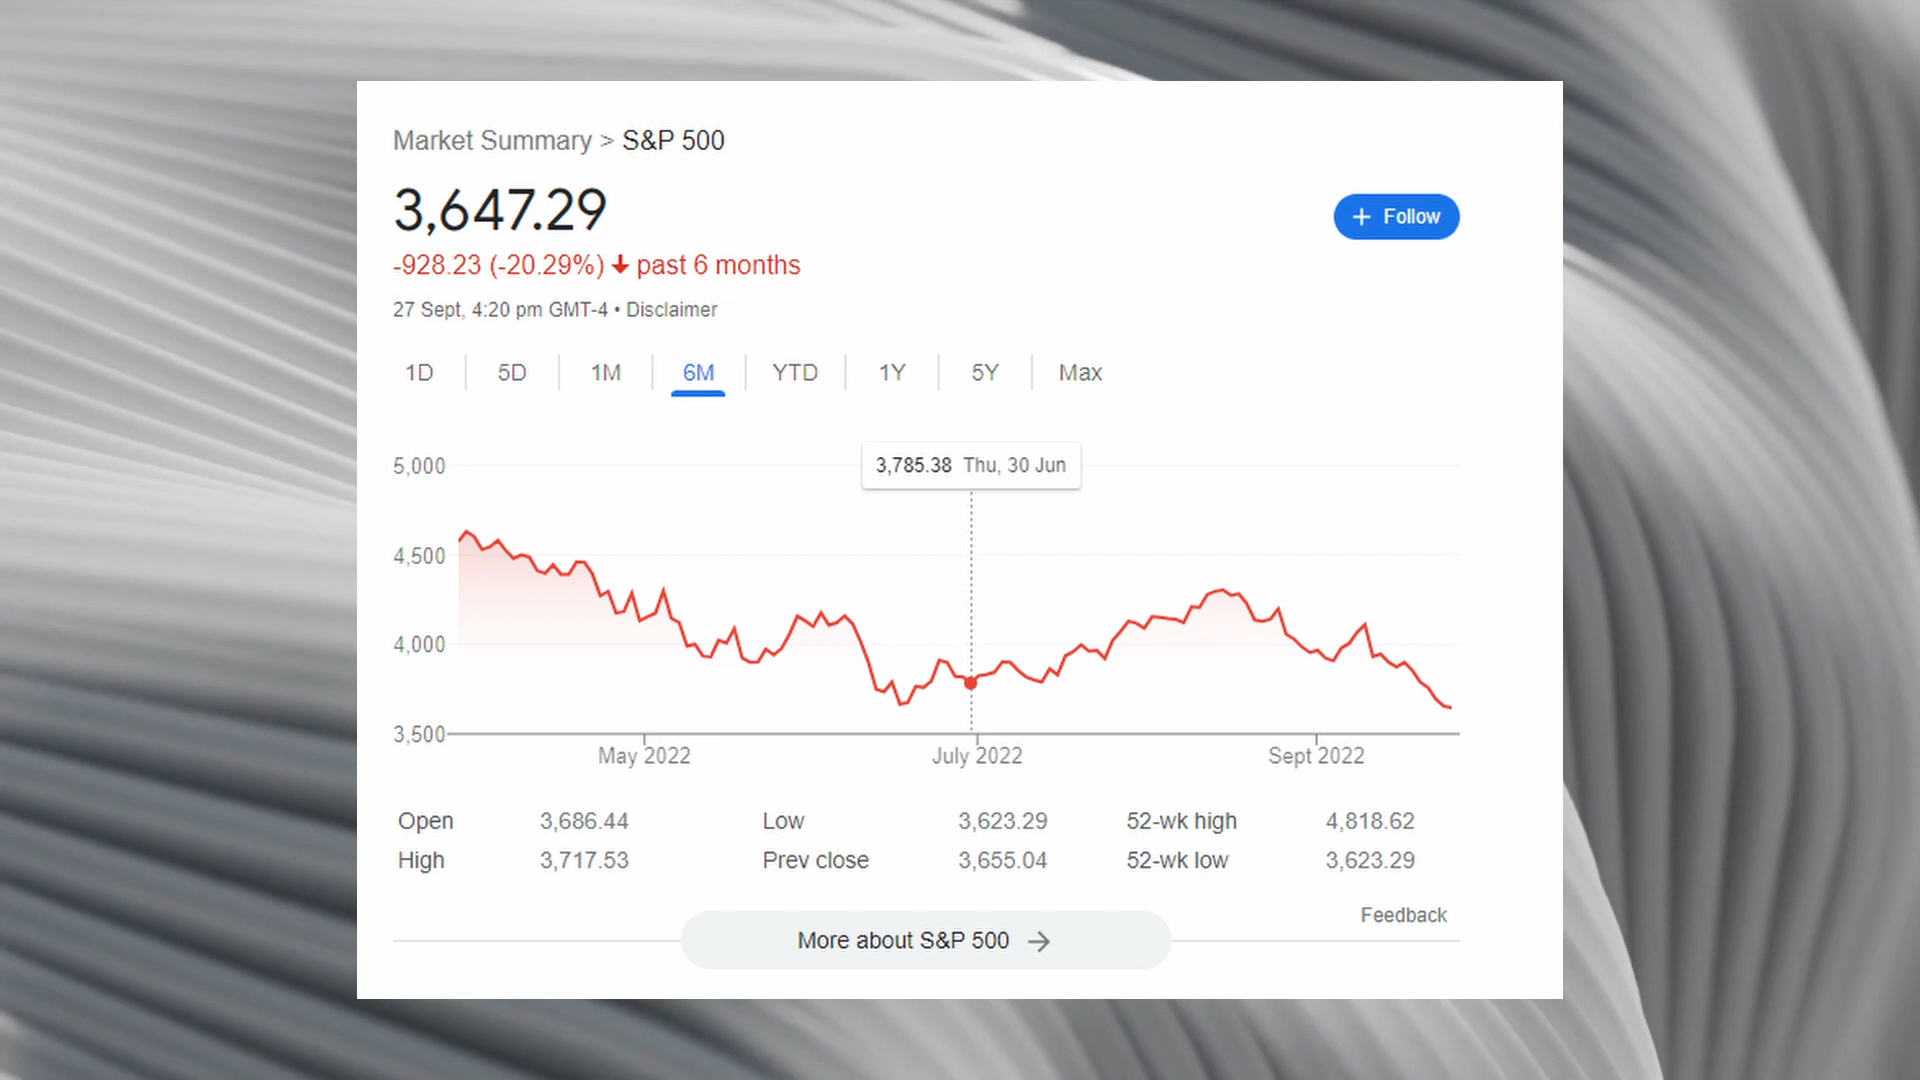 Market Summary > S&P 500
3,647.29
+ Follow
-928.23 (-20.29%) ↓ past 6 months
27 Sept, 4:20 pm GMT-4 • Disclaimer
1D 5D 1M 6M YTD 1Y 5Y Max
3,785.38 Thu, 30 Jun
5,000
4,500
4,000
3,500
May 2022 July 2022 Sept 2022
Open 3,686.44 Low 3,623.29 52-wk high 4,818.62
High 3,717.53 Prev close 3,655.04 52-wk low 3,623.29
Feedback
More about S&P 500 →